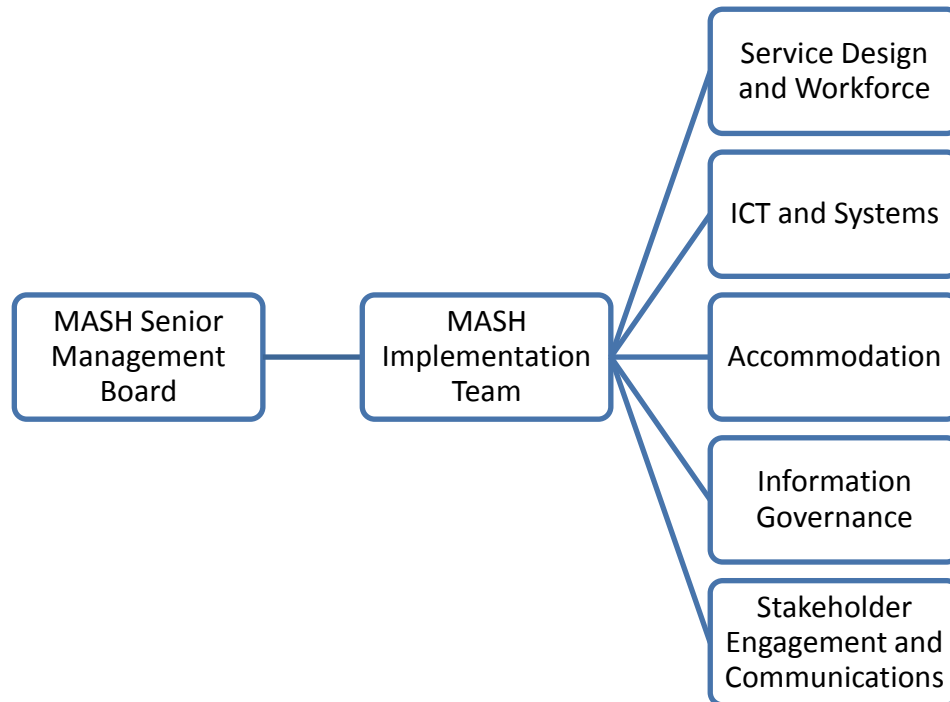 MASH Senior
Management
Board
MASH
Implementation
Team
Service Design
and Workforce
ICT and Systems
Accommodation
Information
Governance
Stakeholder
Engagement and
Communications